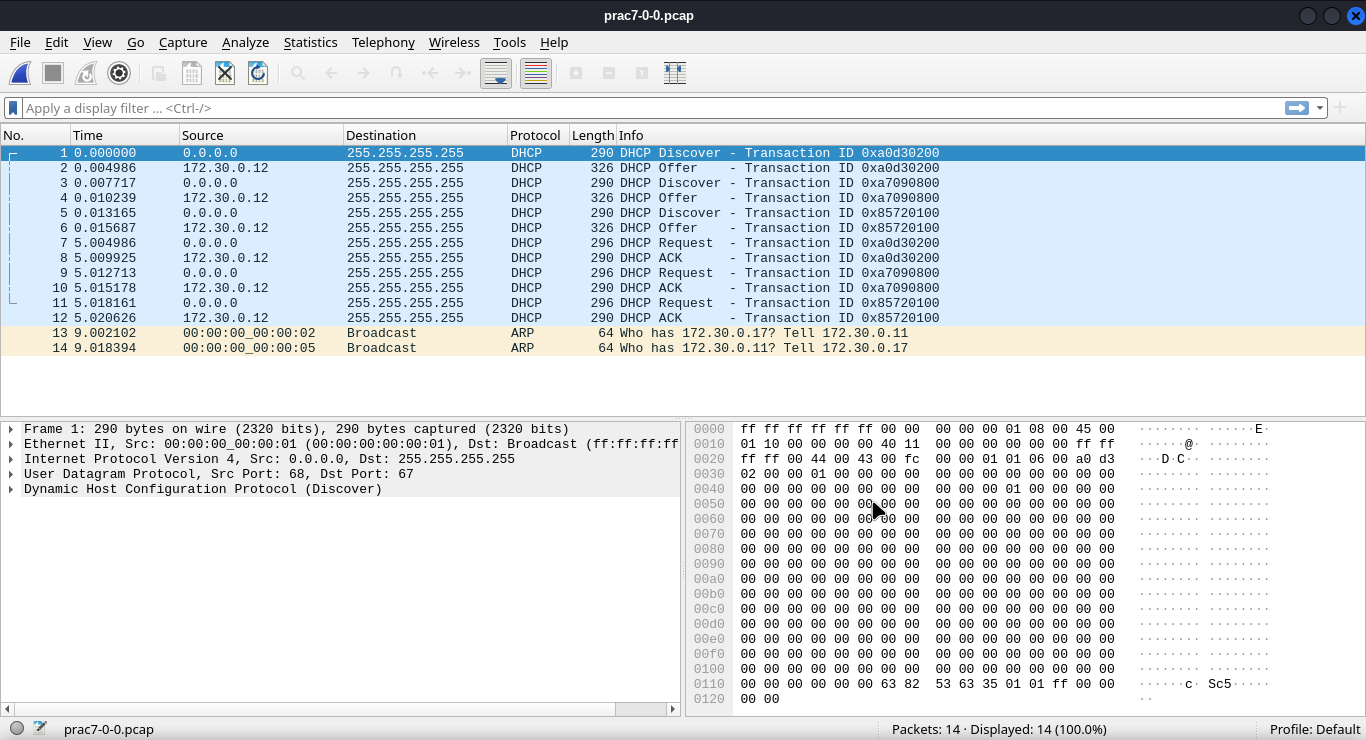 prac7-0-0.pcap
File Edit View Go Capture Analyze Statistics Telephony Wireless Tools Help
Apply a display filter ... <Ctrl-/>
No. Time Source Destination Protocol Length Info
1 0.000000 0.0.0.0 255.255.255.255 DHCP 290 DHCP Discover - Transaction ID 0xa0d30200
2 0.004986 172.30.0.12 255.255.255.255 DHCP 326 DHCP Offer - Transaction ID 0xa0d30200
3 0.007717 0.0.0.0 255.255.255.255 DHCP 290 DHCP Discover - Transaction ID 0xa7090800
4 0.010239 172.30.0.12 255.255.255.255 DHCP 326 DHCP Offer - Transaction ID 0xa7090800
5 0.013165 0.0.0.0 255.255.255.255 DHCP 290 DHCP Discover - Transaction ID 0x85720100
6 0.015687 172.30.0.12 255.255.255.255 DHCP 326 DHCP Offer - Transaction ID 0x85720100
7 5.004986 0.0.0.0 255.255.255.255 DHCP 296 DHCP Request - Transaction ID 0xa0d30200
8 5.009925 172.30.0.12 255.255.255.255 DHCP 290 DHCP ACK - Transaction ID 0xa0d30200
9 5.012713 0.0.0.0 255.255.255.255 DHCP 296 DHCP Request - Transaction ID 0xa7090800
10 5.015178 172.30.0.12 255.255.255.255 DHCP 290 DHCP ACK - Transaction ID 0xa7090800
11 5.018161 0.0.0.0 255.255.255.255 DHCP 296 DHCP Request - Transaction ID 0x85720100
12 5.020626 172.30.0.12 255.255.255.255 DHCP 290 DHCP ACK - Transaction ID 0x85720100
13 9.002102 00:00:00_00:00:02 Broadcast ARP 64 Who has 172.30.0.17? Tell 172.30.0.11
14 9.018394 00:00:00_00:00:05 Broadcast ARP 64 Who has 172.30.0.11? Tell 172.30.0.17
Frame 1: 290 bytes on wire (2320 bits), 290 bytes captured (2320 bits)
Ethernet II, Src: 00:00:00_00:00:01 (00:00:00:00:00:01), Dst: Broadcast (ff:ff:ff:ff
Internet Protocol Version 4, Src: 0.0.0.0, Dst: 255.255.255.255
User Datagram Protocol, Src Port: 68, Dst Port: 67
Dynamic Host Configuration Protocol (Discover)
0000 ff ff ff ff ff ff 00 00 00 00 00 01 08 00 45 00 ········ ······E·
0010 01 10 00 00 00 00 40 11 00 00 00 00 00 00 ff ff ······@· ········
0020 ff ff 00 44 00 43 00 fc 00 00 01 01 06 00 a0 d3 ···D·C·· ········
0030 02 00 00 01 00 00 00 00 00 00 00 00 00 00 00 00 ········ ········
0040 00 00 00 00 00 00 00 00 00 00 00 01 00 00 00 00 ········ ········
0050 00 00 00 00 00 00 00 00 00 00 00 00 00 00 00 00 ········ ········
0060 00 00 00 00 00 00 00 00 00 00 00 00 00 00 00 00 ········ ········
0070 00 00 00 00 00 00 00 00 00 00 00 00 00 00 00 00 ········ ········
0080 00 00 00 00 00 00 00 00 00 00 00 00 00 00 00 00 ········ ········
0090 00 00 00 00 00 00 00 00 00 00 00 00 00 00 00 00 ········ ········
00a0 00 00 00 00 00 00 00 00 00 00 00 00 00 00 00 00 ········ ········
00b0 00 00 00 00 00 00 00 00 00 00 00 00 00 00 00 00 ········ ········
00c0 00 00 00 00 00 00 00 00 00 00 00 00 00 00 00 00 ········ ········
00d0 00 00 00 00 00 00 00 00 00 00 00 00 00 00 00 00 ········ ········
00e0 00 00 00 00 00 00 00 00 00 00 00 00 00 00 00 00 ········ ········
00f0 00 00 00 00 00 00 00 00 00 00 00 00 00 00 00 00 ········ ········
0100 00 00 00 00 00 00 00 00 00 00 00 00 00 00 00 00 ········ ········
0110 00 00 00 00 00 00 63 82 53 63 35 01 01 ff 00 00 ······c· Sc5·····
0120 00 00 ··
prac7-0-0.pcap
Packets: 14 · Displayed: 14 (100.0%)
Profile: Default